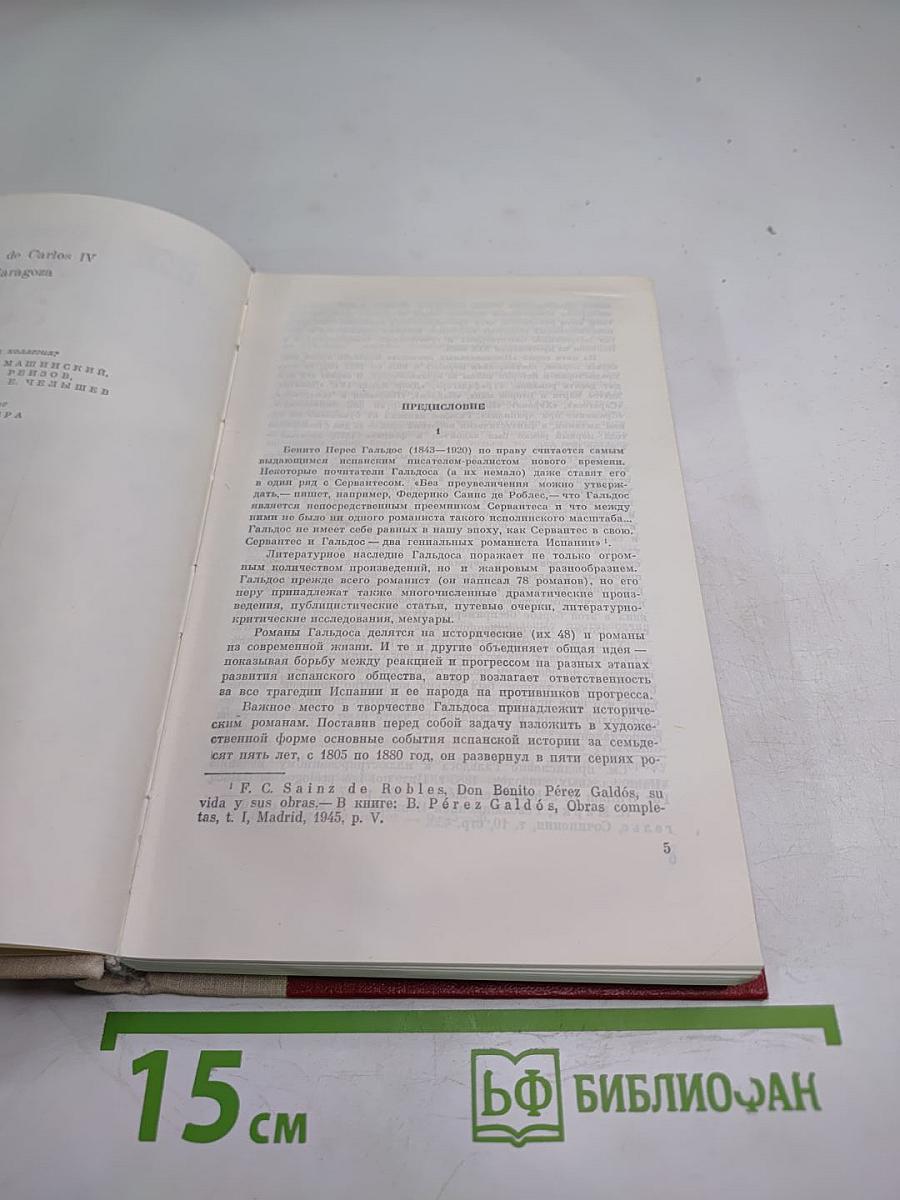 de Carlos IV
Zaragoza
коллегия:
МАШИНСКИЙ,
РЕИЗОВ,
Е. ЧЕЛЫШЕВ
ПРЕДИСЛОВИЕ
1
Бенито Перес Гальдос (1843—1920) по праву считается самым
выдающимся испанским писателем-реалистом нового времени.
Некоторые почитатели Гальдоса (а их немало) даже ставят его
в один ряд с Сервантесом. «Без преувеличения можно утверж-
дать,— пишет, например, Федерико Саинс де Роблес,— что Гальдос
является непосредственным преемником Сервантеса и что между
ними не было ни одного романиста такого исполинского масштаба...
Гальдос не имеет себе равных в нашу эпоху, как Сервантес в свою.
Сервантес и Гальдос — два гениальных романиста Испании» 1.
Литературное наследие Гальдоса поражает не только огром-
ным количеством произведений, но и жанровым разнообразием.
Гальдос прежде всего романист (он написал 78 романов), но его
перу принадлежат также многочисленные драматические произ-
ведения, публицистические статьи, путевые очерки, литературно-
критические исследования, мемуары.
Романы Гальдоса делятся на исторические (их 48) и романы
из современной жизни. И те и другие объединяет общая идея —
показывая борьбу между реакцией и прогрессом на разных этапах
развития испанского общества, автор возлагает ответственность
за все трагедии Испании и ее народа на противников прогресса.
Важное место в творчестве Гальдоса принадлежит историче-
ским романам. Поставив перед собой задачу изложить в художе-
ственной форме основные события испанской истории за семьде-
сят пять лет, с 1805 по 1880 год, он развернул в пяти сериях ро-
1 F. C. Sainz de Robles, Don Benito Pérez Galdós, su
vida y sus obras.— В книге: B. Pérez Galdós, Obras comple-
tas, t. I, Madrid, 1945, p. V.
5
15 см
БФ БИБЛИОФАН